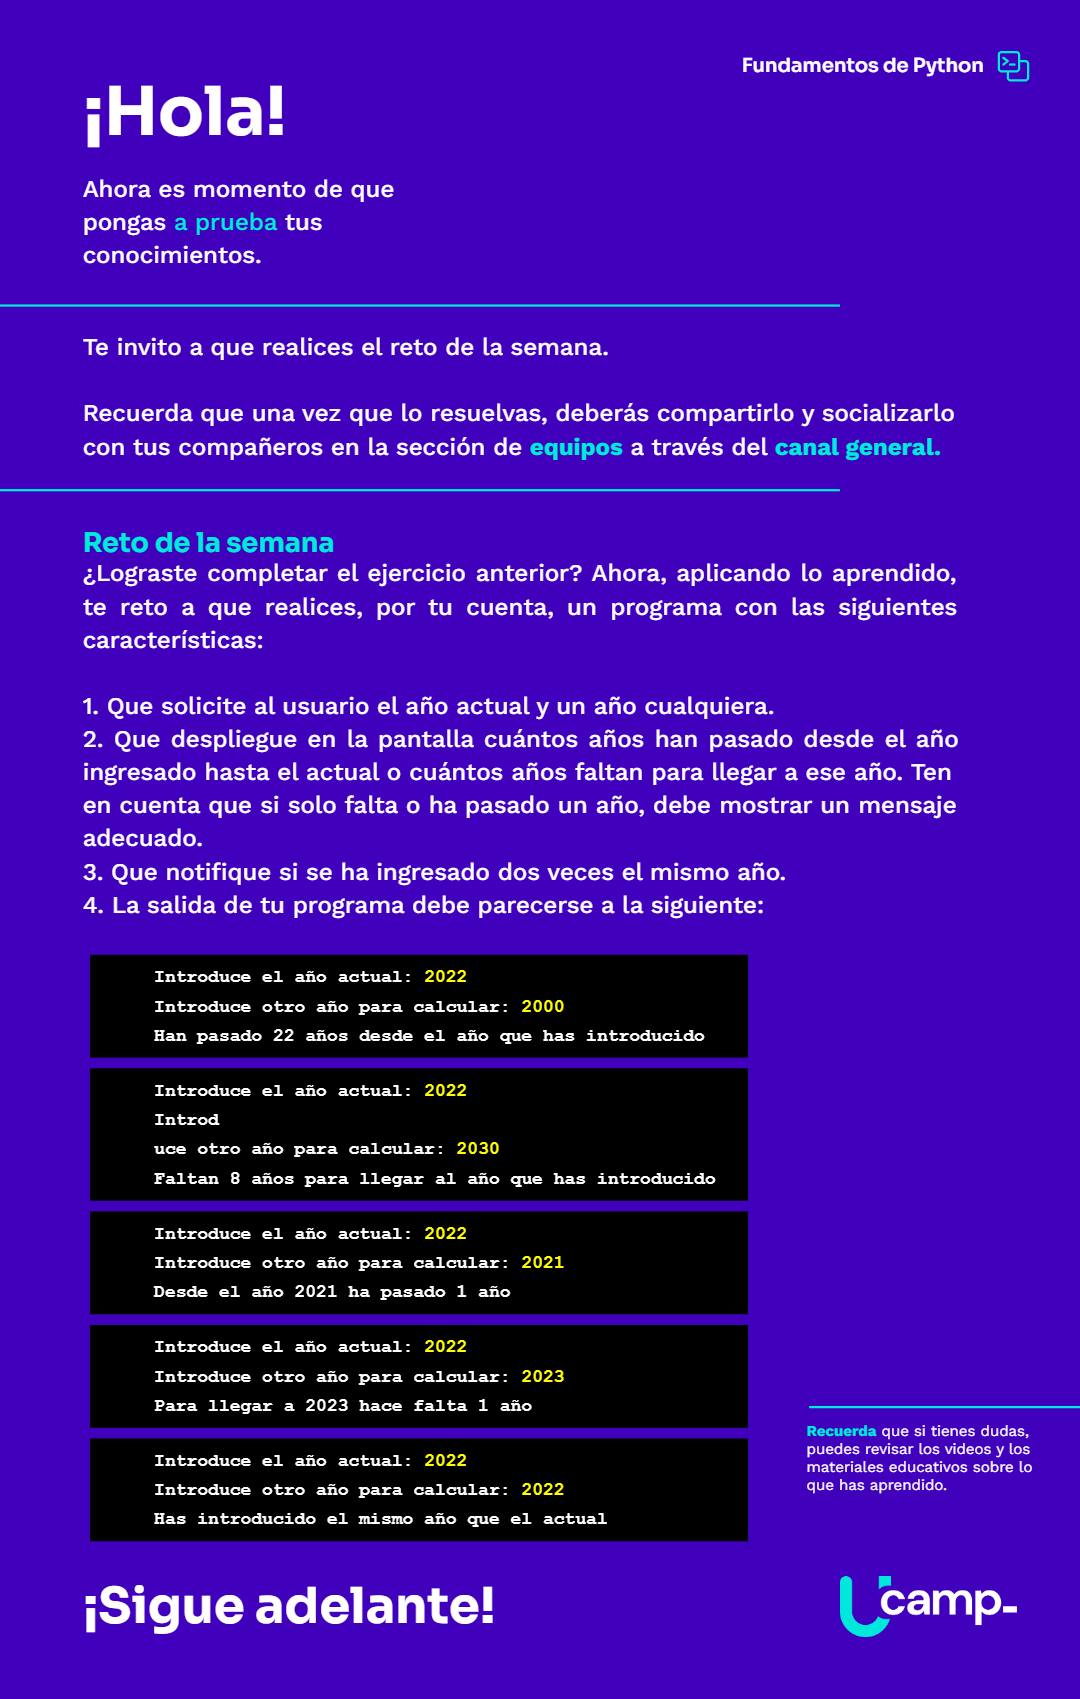 Fundamentos de Python
¡Hola!
Ahora es momento de que
pongas a prueba tus
conocimientos.
Te invito a que realices el reto de la semana.
Recuerda que una vez que lo resuelvas, deberás compartirlo y socializarlo
con tus compañeros en la sección de equipos a través del canal general.
Reto de la semana
¿Lograste completar el ejercicio anterior? Ahora, aplicando lo aprendido,
te reto a que realices, por tu cuenta, un programa con las siguientes
características:
1. Que solicite al usuario el año actual y un año cualquiera.
2. Que despliegue en la pantalla cuántos años han pasado desde el año
ingresado hasta el actual o cuántos años faltan para llegar a ese año. Ten
en cuenta que si solo falta o ha pasado un año, debe mostrar un mensaje
adecuado.
3. Que notifique si se ha ingresado dos veces el mismo año.
4. La salida de tu programa debe parecerse a la siguiente:
Introduce el año actual: 2022
Introduce otro año para calcular: 2000
Han pasado 22 años desde el año que has introducido
Introduce el año actual: 2022
Introd
uce otro año para calcular: 2030
Faltan 8 años para llegar al año que has introducido
Introduce el año actual: 2022
Introduce otro año para calcular: 2021
Desde el año 2021 ha pasado 1 año
Introduce el año actual: 2022
Introduce otro año para calcular: 2023
Para llegar a 2023 hace falta 1 año
Introduce el año actual: 2022
Introduce otro año para calcular: 2022
Has introducido el mismo año que el actual
Recuerda que si tienes dudas,
puedes revisar los videos y los
materiales educativos sobre lo
que has aprendido.
¡Sigue adelante!
Ucamp_